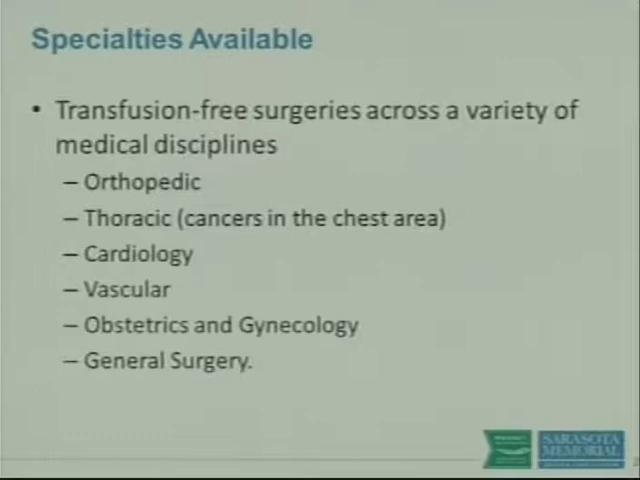 Specialties Available
• Transfusion-free surgeries across a variety of
medical disciplines
– Orthopedic
– Thoracic (cancers in the chest area)
– Cardiology
– Vascular
– Obstetrics and Gynecology
– General Surgery.
SARASOTA
MEMORIAL